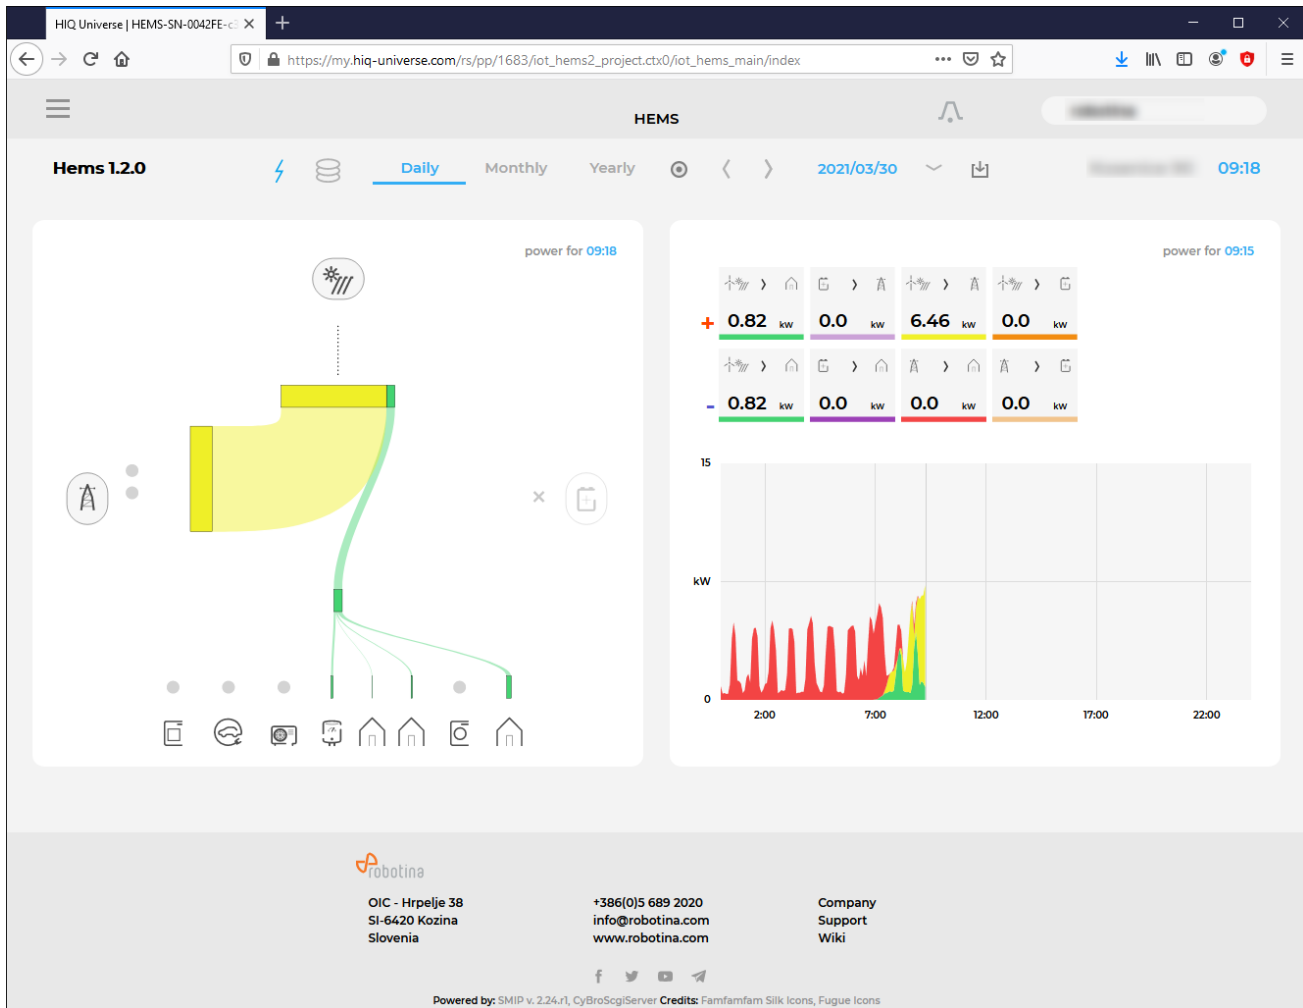 HIQ Universe | HEMS-SN-0042FE-c3
https://my.hiq-universe.com/rs/pp/1683/iot_hems2_project.ctx0/iot_hems_main/index
HEMS
Hems 1.2.0
Daily
Monthly
Yearly
2021/03/30
09:18
power for 09:18
power for 09:15
+ 0.82 kW 0.0 kW 6.46 kW 0.0 kW
- 0.82 kW 0.0 kW 0.0 kW 0.0 kW
15
kW
0
2:00 7:00 12:00 17:00 22:00
robotina
OIC - Hrpelje 38
SI-6420 Kozina
Slovenia
+386(0)5 689 2020
info@robotina.com
www.robotina.com
Company
Support
Wiki
Powered by: SMIP v. 2.24.r1, CyBroScgiServer Credits: Famfamfam Silk Icons, Fugue Icons